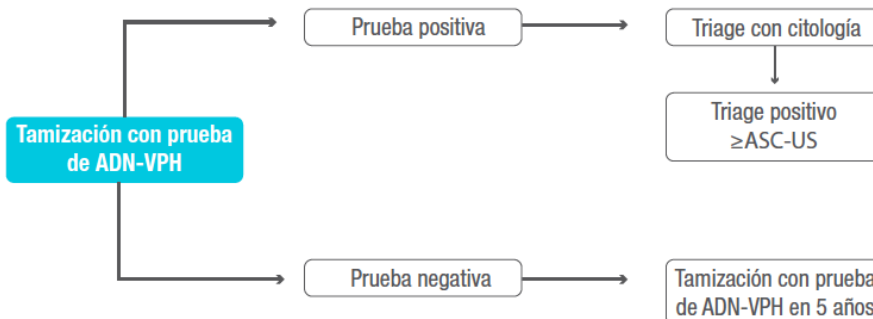 Prueba positiva
Triage con citología
Triage positivo
≥ASC-US
Tamización con prueba
de ADN-VPH
Prueba negativa
Tamización con prueba
de ADN-VPH en 5 años